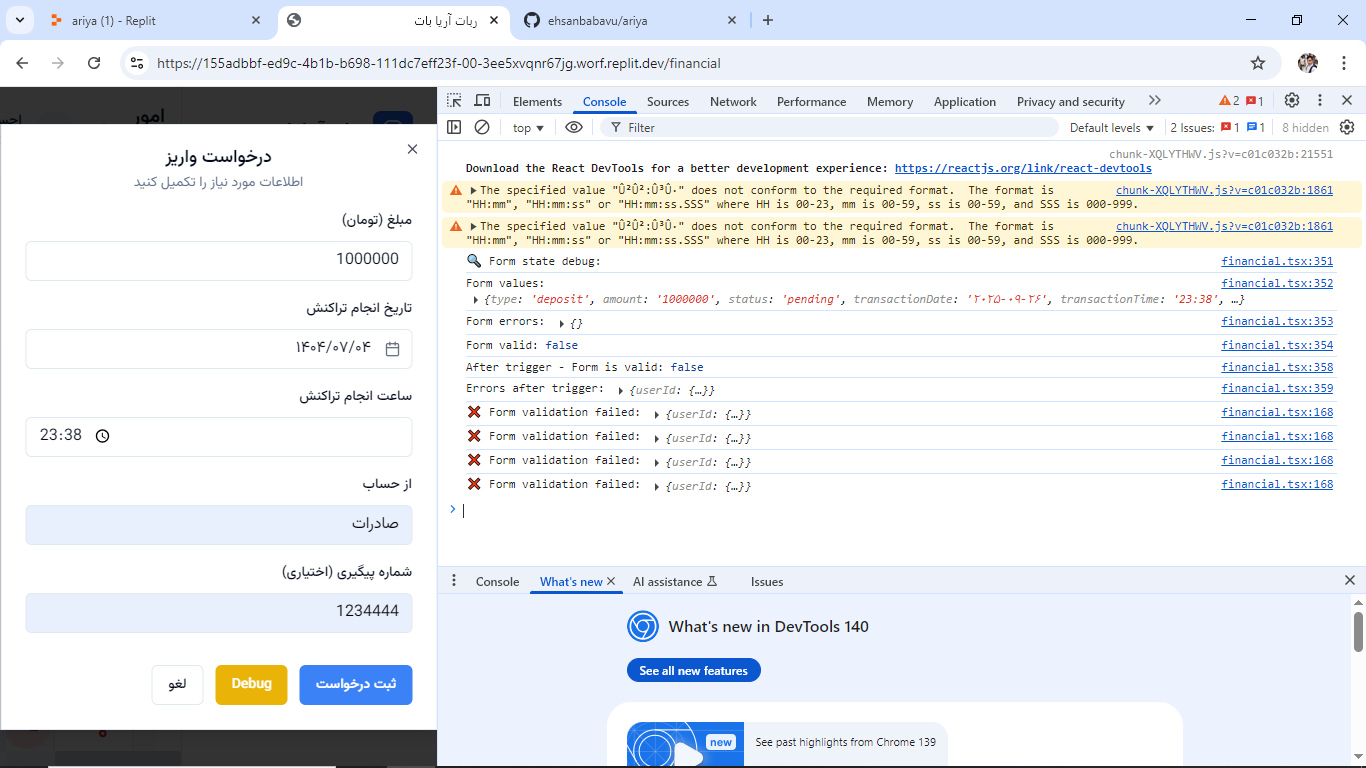 ariya (1) - Replit
ربات آریا بات
ehsanbabavu/ariya
https://155adbbf-ed9c-4b1b-b698-111dc7eff23f-00-3ee5xvqnr67jg.worf.replit.dev/financial
امور
درخواست واریز
اطلاعات مورد نیاز را تکمیل کنید
مبلغ (تومان)
1000000
تاریخ انجام تراکنش
۱۴۰۴/۰۷/۰۴
ساعت انجام تراکنش
23:38
از حساب
صادرات
شماره پیگیری (اختیاری)
1234444
ثبت درخواست
Debug
لغو
Elements Console Sources Network Performance Memory Application Privacy and security 2 1
top Filter Default levels 2 Issues: 1 1 8 hidden
chunk-XQLYTHWV.js?v=c01c032b:21551
Download the React DevTools for a better development experience: https://reactjs.org/link/react-devtools
The specified value "Û²Û²:Û³Û·" does not conform to the required format. The format is chunk-XQLYTHWV.js?v=c01c032b:1861
"HH:mm", "HH:mm:ss" or "HH:mm:ss.SSS" where HH is 00-23, mm is 00-59, ss is 00-59, and SSS is 000-999.
The specified value "Û²Û²:Û³Û·" does not conform to the required format. The format is chunk-XQLYTHWV.js?v=c01c032b:1861
"HH:mm", "HH:mm:ss" or "HH:mm:ss.SSS" where HH is 00-23, mm is 00-59, ss is 00-59, and SSS is 000-999.
Form state debug: financial.tsx:351
Form values: financial.tsx:352
{type: 'deposit', amount: '1000000', status: 'pending', transactionDate: '۲۰۲۵-۰۹-۲۶', transactionTime: '23:38', …}
Form errors: {} financial.tsx:353
Form valid: false financial.tsx:354
After trigger - Form is valid: false financial.tsx:358
Errors after trigger: {userId: {…}} financial.tsx:359
❌ Form validation failed: {userId: {…}} financial.tsx:168
❌ Form validation failed: {userId: {…}} financial.tsx:168
❌ Form validation failed: {userId: {…}} financial.tsx:168
❌ Form validation failed: {userId: {…}} financial.tsx:168
Console What's new AI assistance Issues
What's new in DevTools 140
See all new features
new
See past highlights from Chrome 139